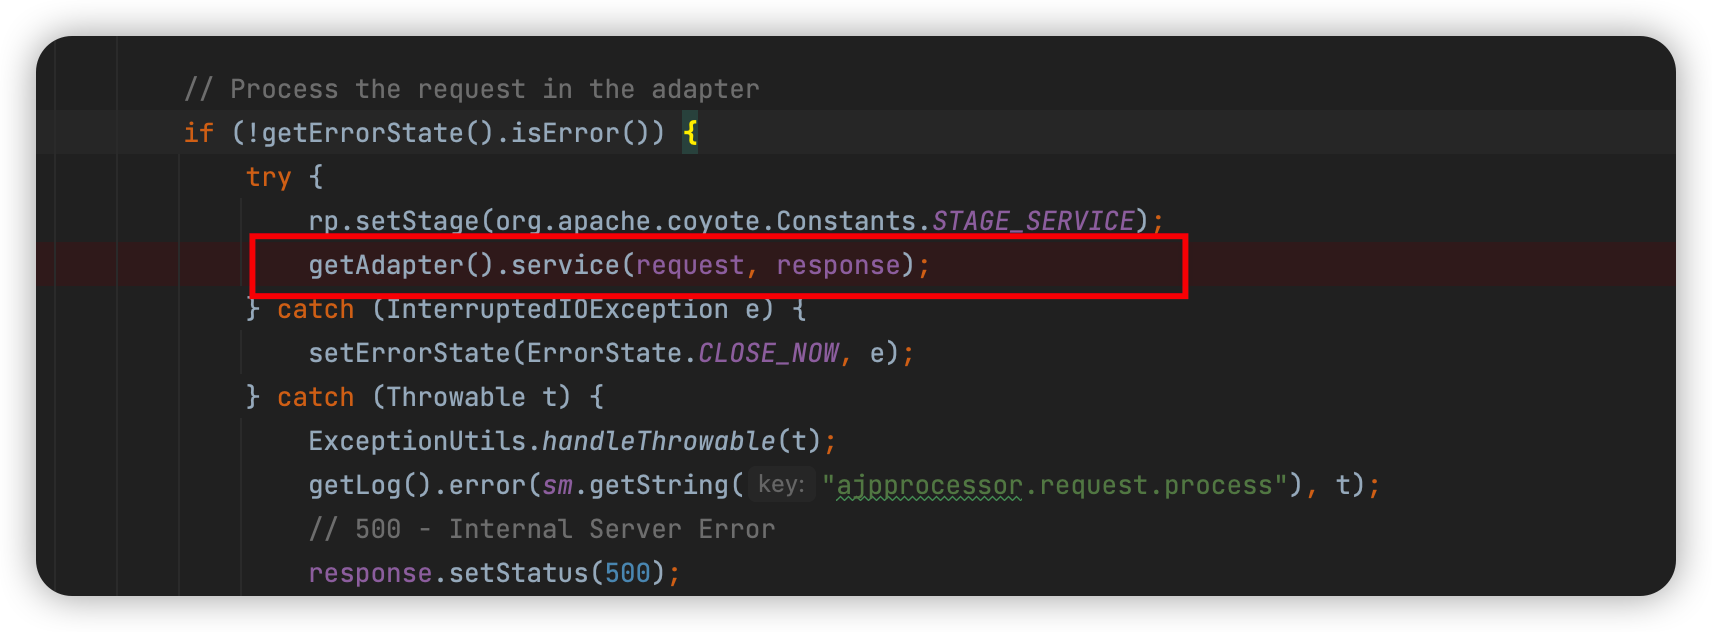 // Process the request in the adapter
if (!getErrorState().isError()) {
try {
rp.setStage(org.apache.coyote.Constants.STAGE_SERVICE);
getAdapter().service(request, response);
} catch (InterruptedIOException e) {
setErrorState(ErrorState.CLOSE_NOW, e);
} catch (Throwable t) {
ExceptionUtils.handleThrowable(t);
getLog().error(sm.getString( key: "ajpprocessor.request.process"), t);
// 500 - Internal Server Error
response.setStatus(500);